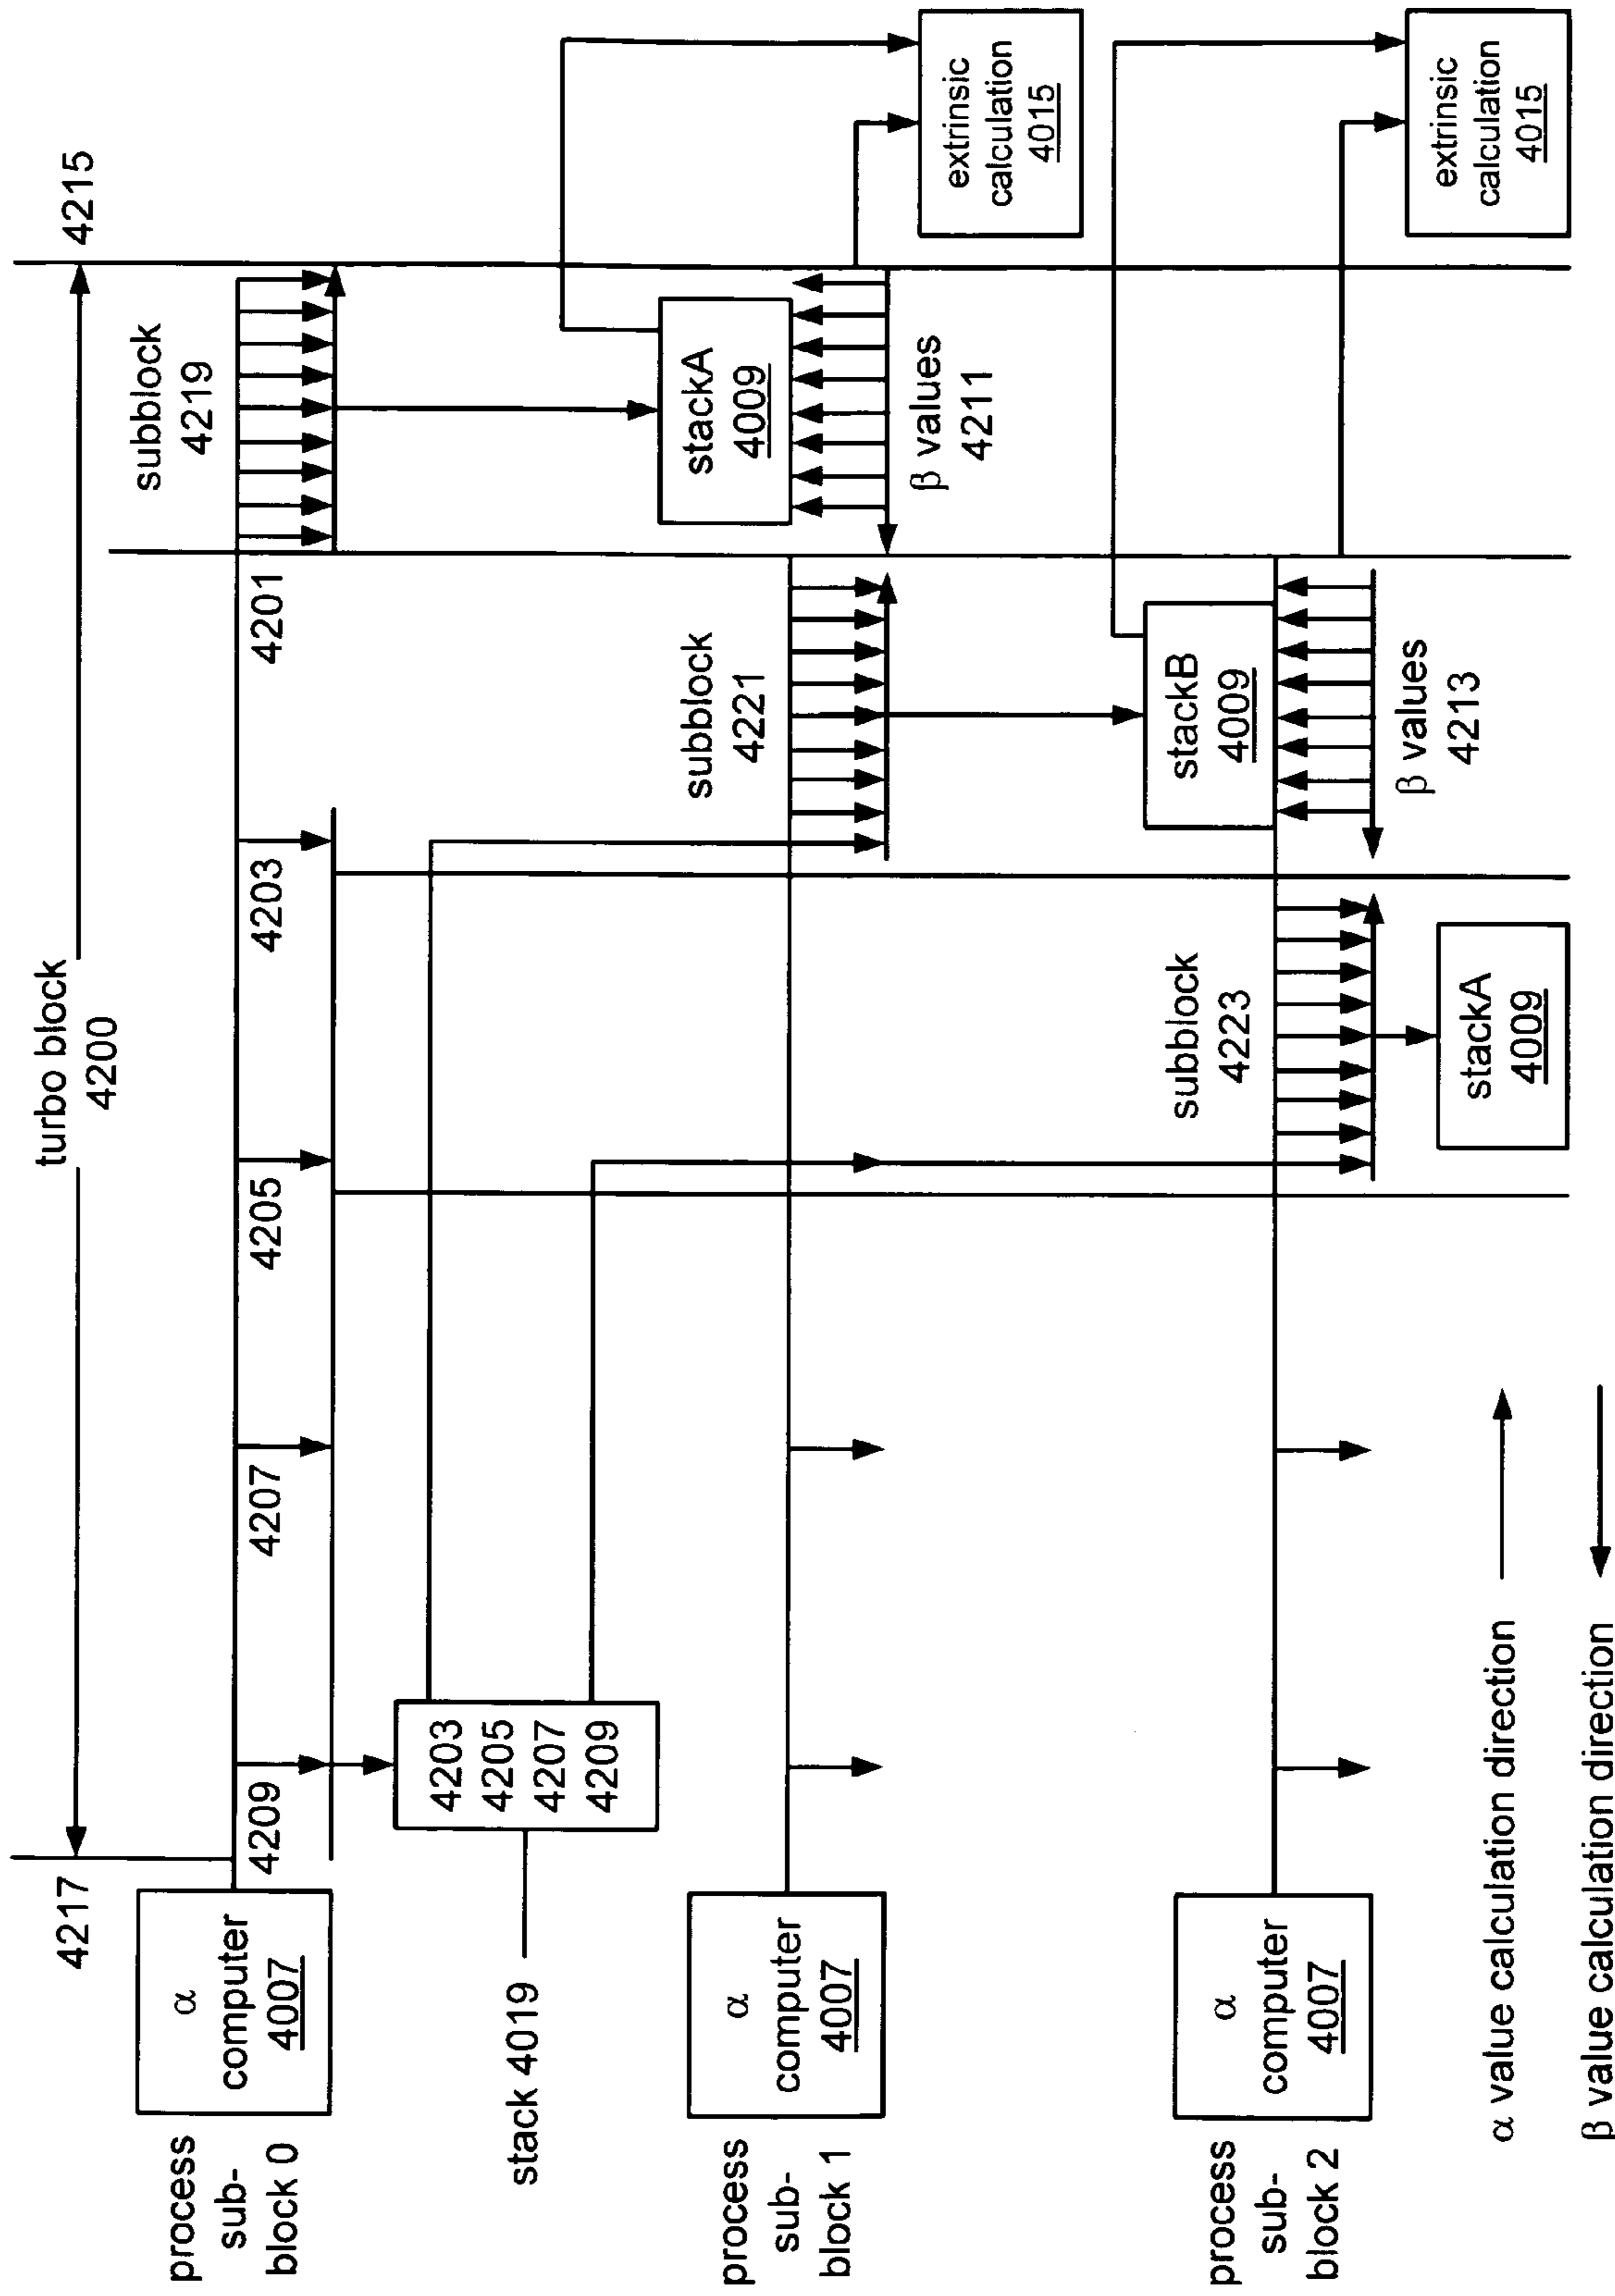 turbo block
4200
4217
4215
process
sub-
block 0
α
computer
4007
4209
4207
4205
4203
4201
subblock
4219
stack 4019
4203
4205
4207
4209
stackA
4009
β values
4211
extrinsic
calculation
4015
process
sub-
block 1
α
computer
4007
subblock
4221
stackB
4009
β values
4213
extrinsic
calculation
4015
process
sub-
block 2
α
computer
4007
subblock
4223
stackA
4009
α value calculation direction
β value calculation direction